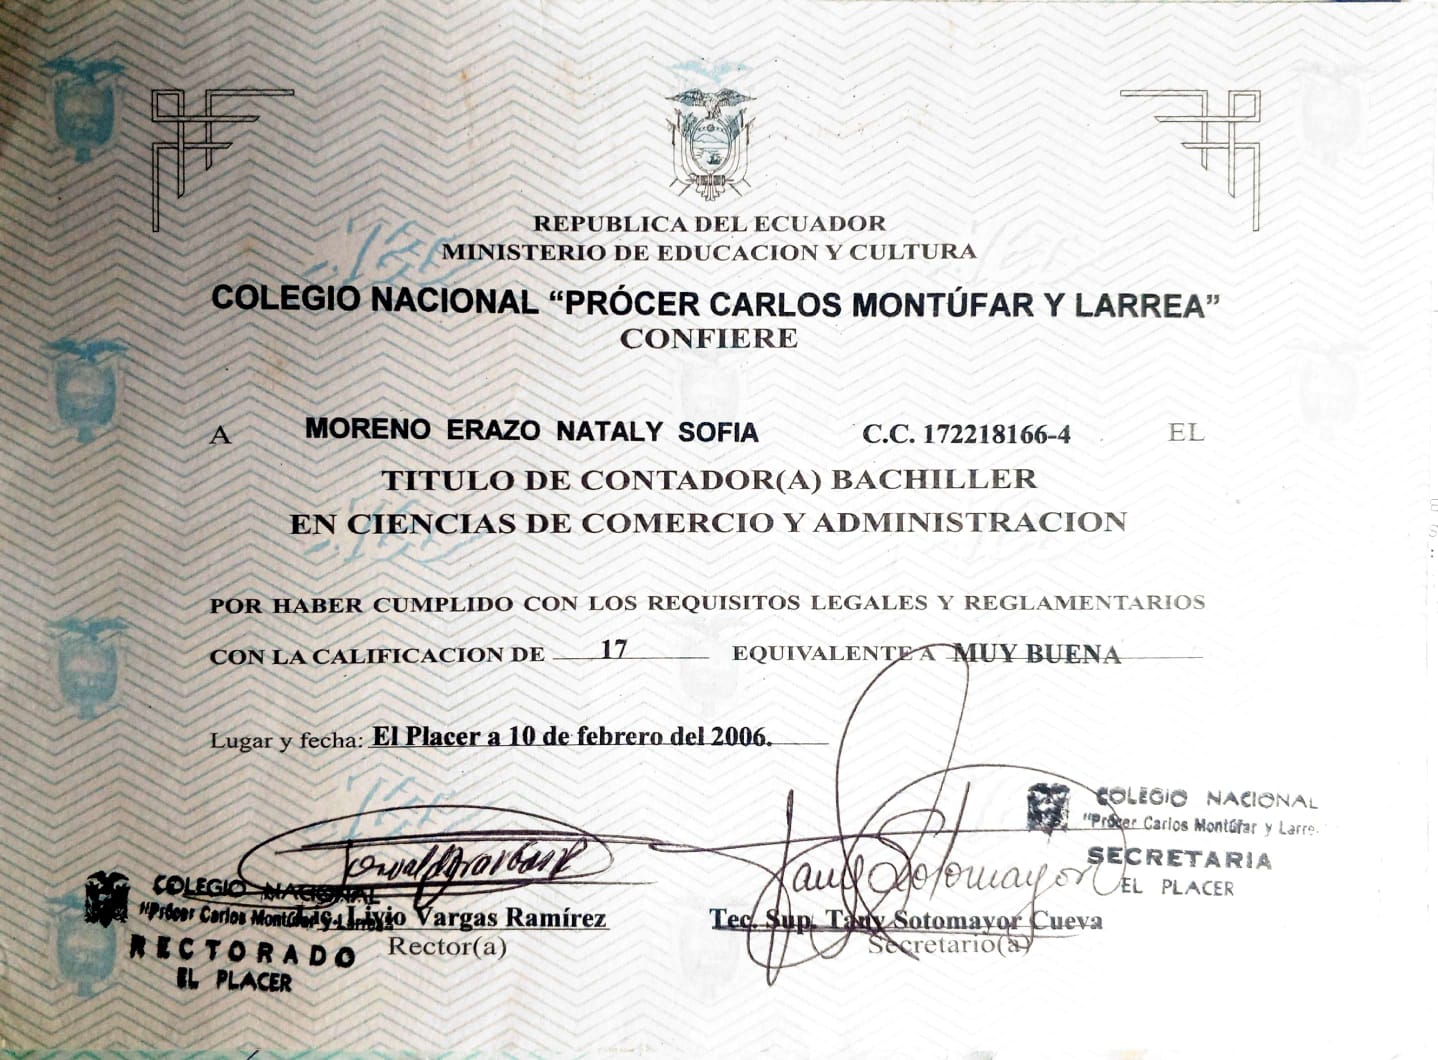 REPUBLICA DEL ECUADOR
MINISTERIO DE EDUCACION Y CULTURA
COLEGIO NACIONAL “PRÓCER CARLOS MONTÚFAR Y LARREA”
CONFIERE
A MORENO ERAZO NATALY SOFIA C.C. 172218166-4 EL
TITULO DE CONTADOR(A) BACHILLER
EN CIENCIAS DE COMERCIO Y ADMINISTRACION
POR HABER CUMPLIDO CON LOS REQUISITOS LEGALES Y REGLAMENTARIOS
CON LA CALIFICACION DE 17 EQUIVALENTE A MUY BUENA
Lugar y fecha: El Placer a 10 de febrero del 2006.
COLEGIO NACIONAL
"Prócer Carlos Montúfar y Larre
SECRETARIA
EL PLACER
COLEGIO NACIONAL
"Prócer Carlos Montúfar y Larrea
RECTORADO
EL PLACER
Livio Vargas Ramírez
Rector(a)
Tec. Sup. Tany Sotomayor Cueva
Secretario(a)